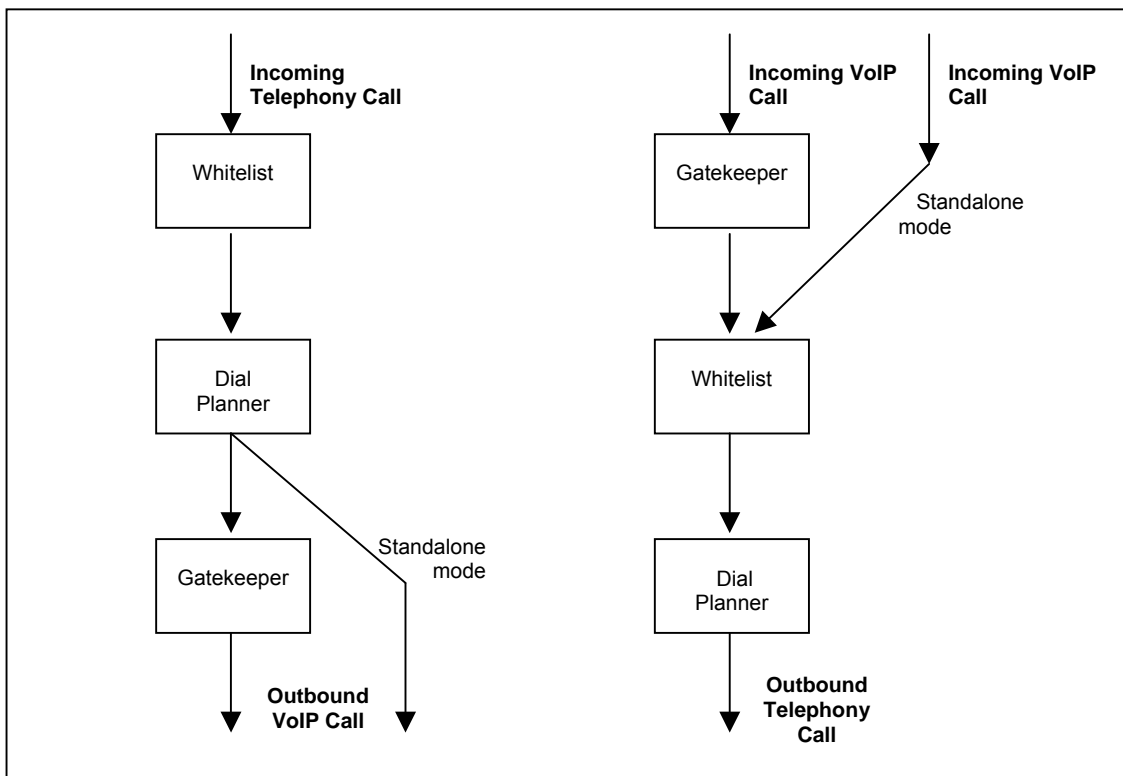 Incoming
Telephony Call
Whitelist
Dial
Planner
Standalone
mode
Gatekeeper
Outbound
VoIP Call
Incoming VoIP
Call
Incoming VoIP
Call
Gatekeeper
Standalone
mode
Whitelist
Dial
Planner
Outbound
Telephony
Call